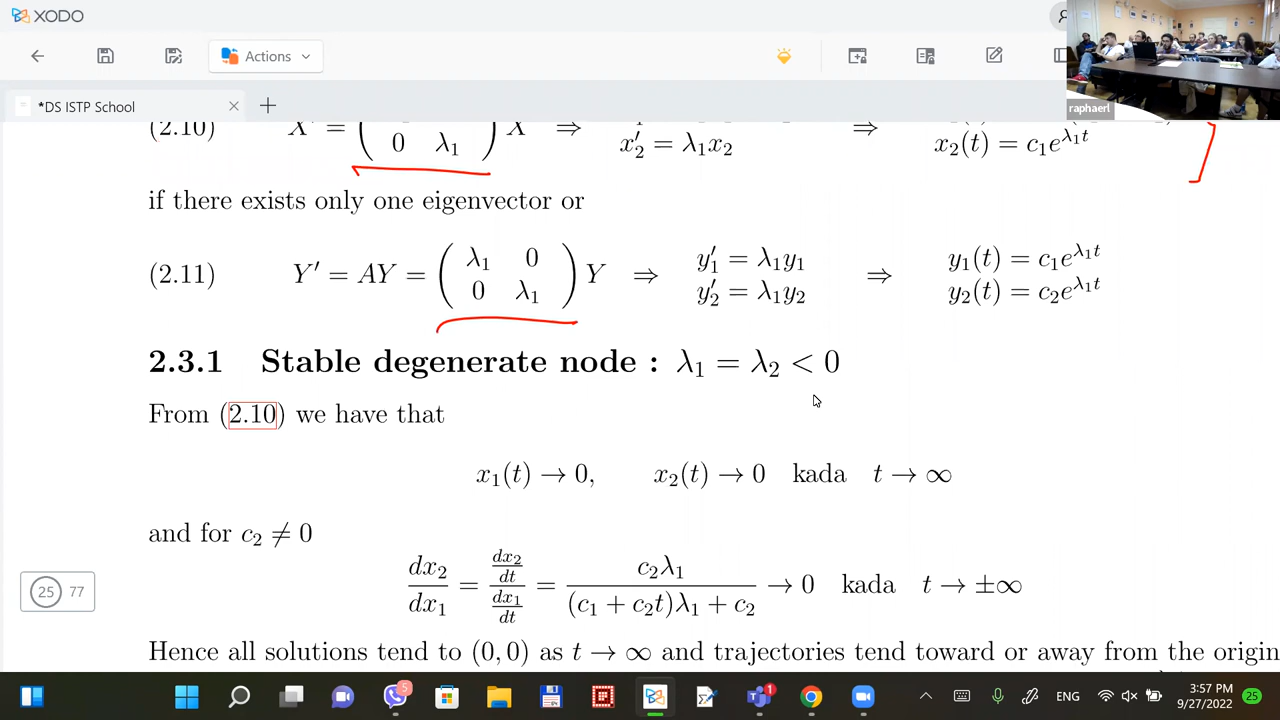 XODO
Actions
*DS ISTP School
raphaerl
(2.10) X' = ( 0 λ₁ ) X ⇒ x₂' = λ₁x₂ ⇒ x₂(t) = c₁e^{λ₁t}
if there exists only one eigenvector or
(2.11) Y' = AY = ( λ₁ 0 0 λ₁ ) Y ⇒ y₁' = λ₁y₁ y₂' = λ₁y₂ ⇒ y₁(t) = c₁e^{λ₁t} y₂(t) = c₂e^{λ₁t}
2.3.1 Stable degenerate node : λ₁ = λ₂ < 0
From (2.10) we have that
x₁(t) → 0, x₂(t) → 0 kada t → ∞
and for c₂ ≠ 0
dx₂/dx₁ = (dx₂/dt)/(dx₁/dt) = c₂λ₁/((c₁ + c₂t)λ₁ + c₂) → 0 kada t → ±∞
25 77
Hence all solutions tend to (0, 0) as t → ∞ and trajectories tend toward or away from the origin
5
1
ENG
3:57 PM
9/27/2022
25